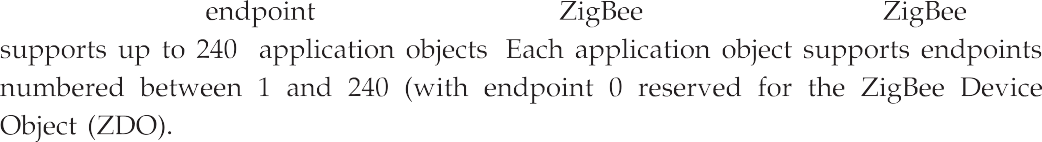 endpoint ZigBee ZigBee
supports up to 240 application objects Each application object supports endpoints
numbered between 1 and 240 (with endpoint 0 reserved for the ZigBee Device
Object (ZDO).